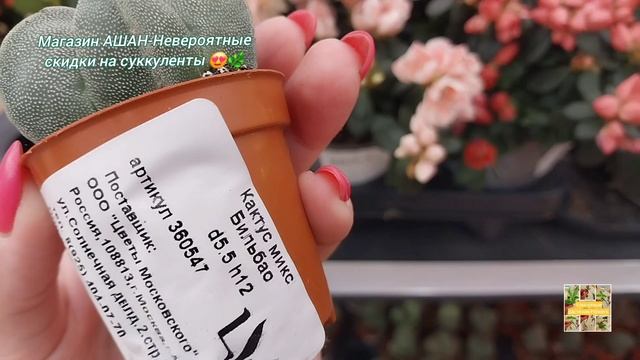 Магазин АШАН-Невероятные
скидки на суккуленты
Кактус микс
Бильбао
d5.5 h12
артикул 360547
Поставщик:
ООО "Цветы Московского"
Россия,108813,г.Москва
ул.Солнечная